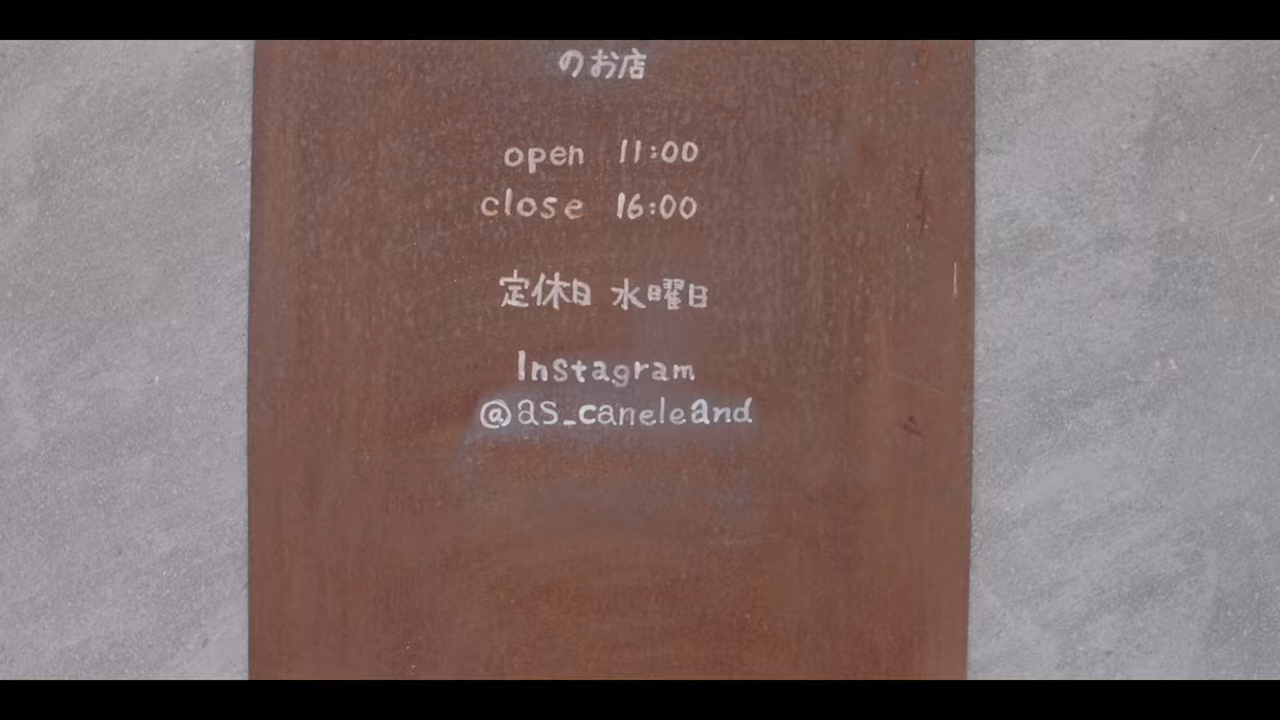 のお店
open 11:00
close 16:00
定休日 水曜日
Instagram
@as_caneleand